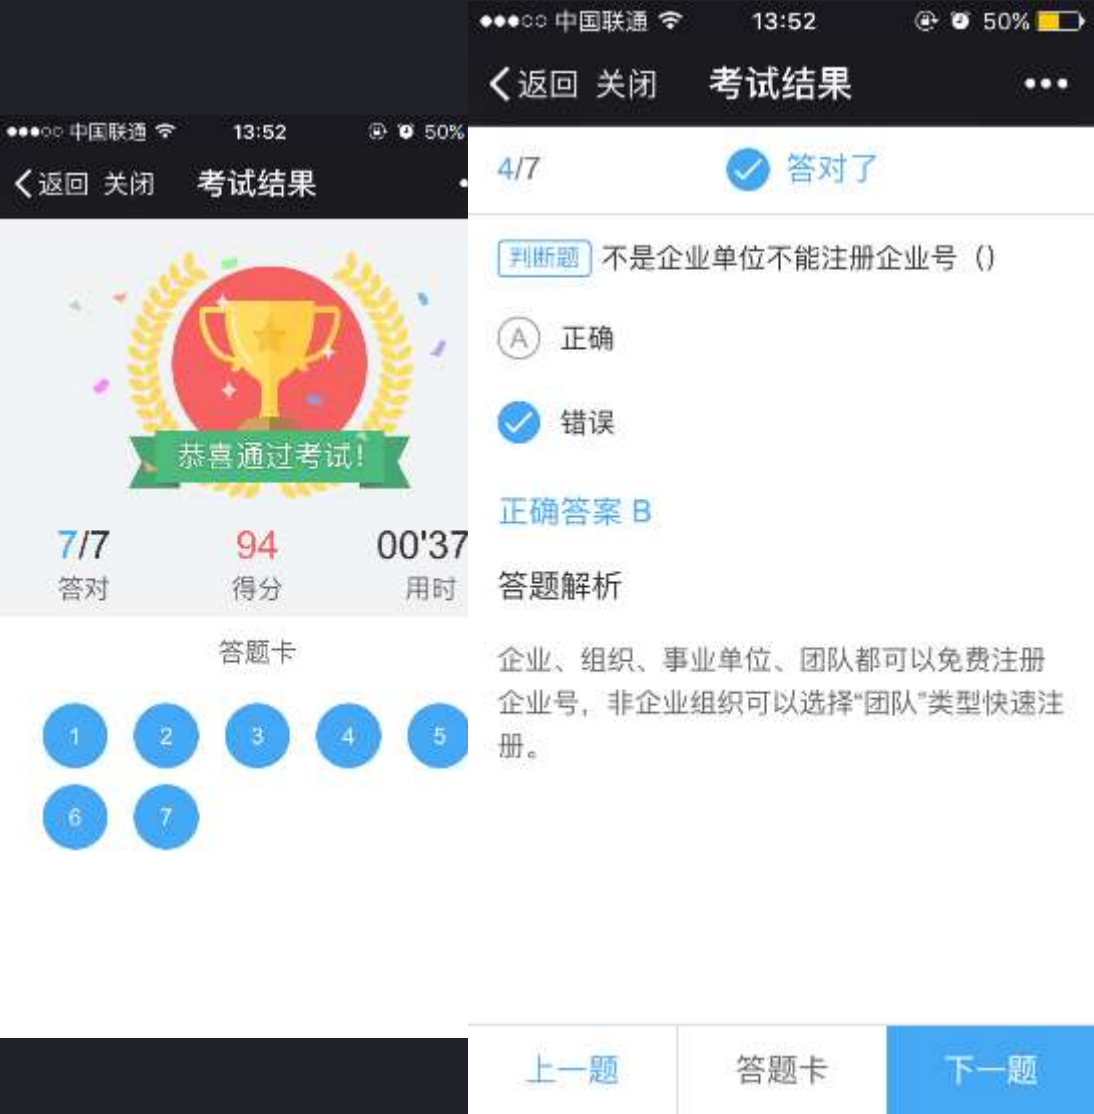 中国联通 13:52 50%
返回 关闭 考试结果
恭喜通过考试!
7/7 94 00'37
答对 得分 用时
答题卡
1 2 3 4 5
6 7
中国联通 13:52 50%
返回 关闭 考试结果
4/7 答对了
判断题 不是企业单位不能注册企业号()
A 正确
错误
正确答案 B
答题解析
企业、组织、事业单位、团队都可以免费注册
企业号,非企业组织可以选择“团队”类型快速注
册。
上一题 答题卡 下一题